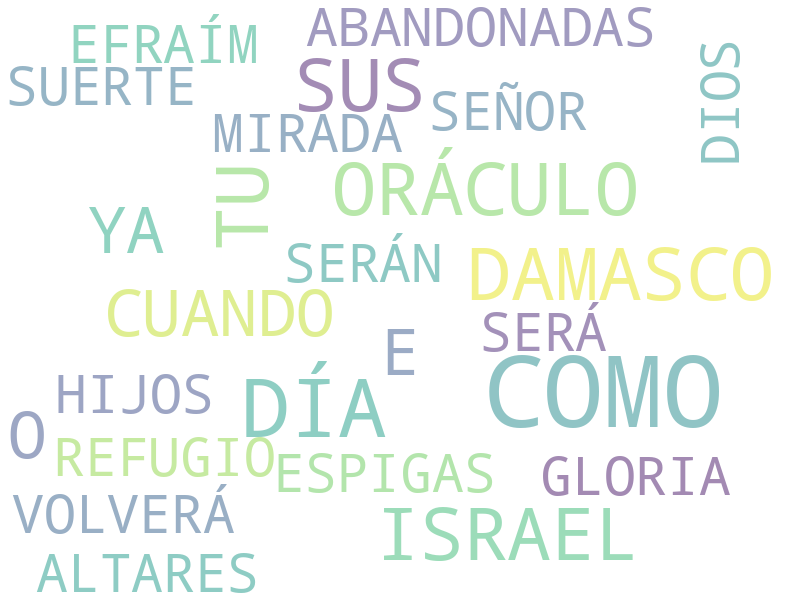 EFRAÍM
ABANDONADAS
SUERTE
SUS
SEÑOR
DIOS
MIRADA
TU
ORÁCULO
YA
SERÁN
DAMASCO
CUANDO
SERÁ
E
COMO
HIJOS
DÍA
O
REFUGIO
ESPIGAS
GLORIA
VOLVERÁ
ISRAEL
ALTARES